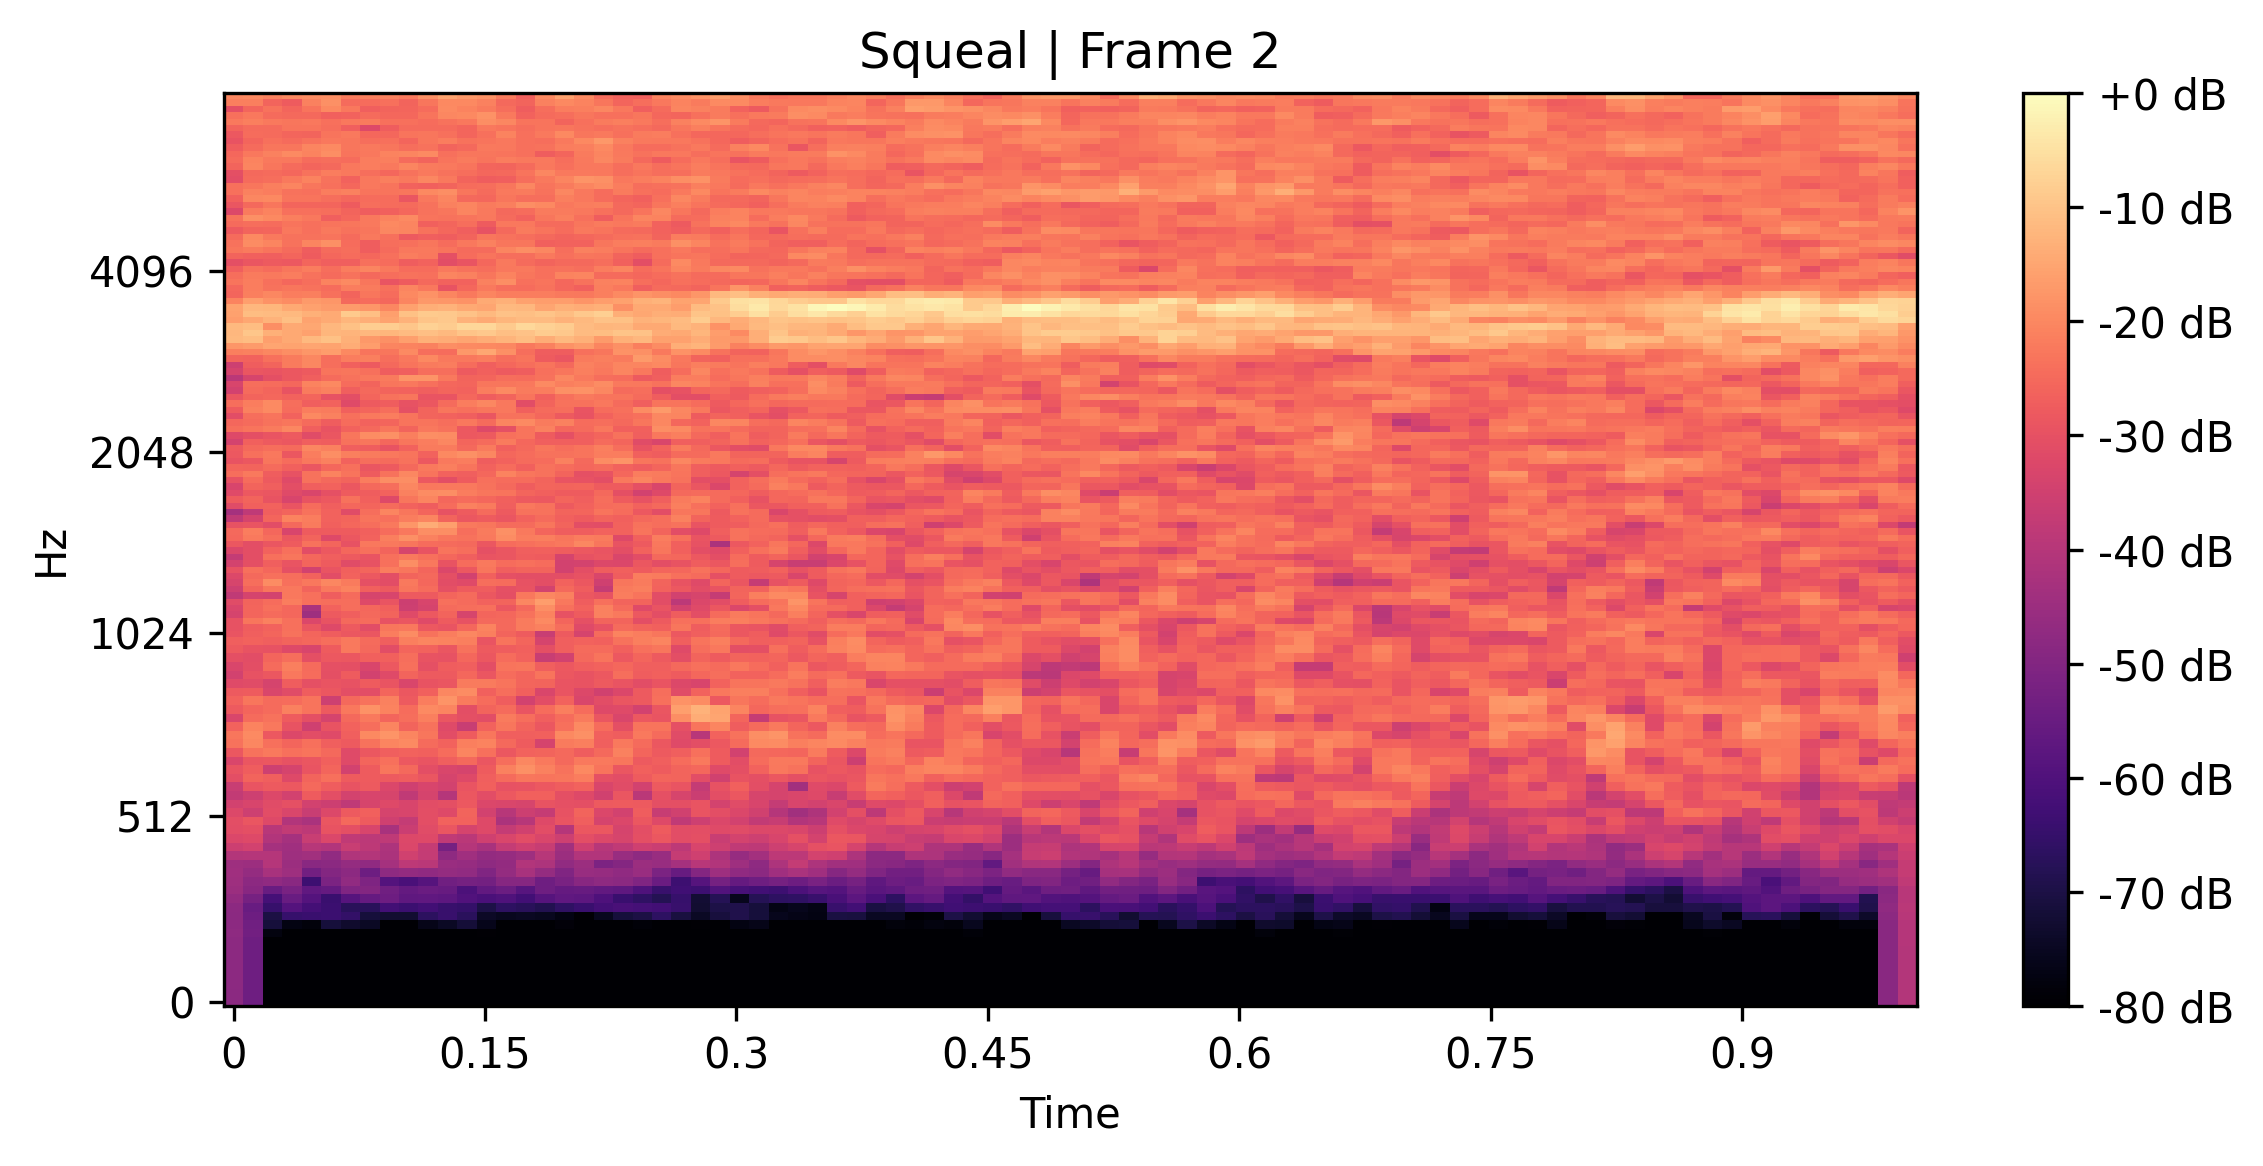 Squeal | Frame 2
+0 dB
-10 dB
-20 dB
-30 dB
-40 dB
-50 dB
-60 dB
-70 dB
-80 dB
Hz
4096
2048
1024
512
0
0 0.15 0.3 0.45 0.6 0.75 0.9
Time